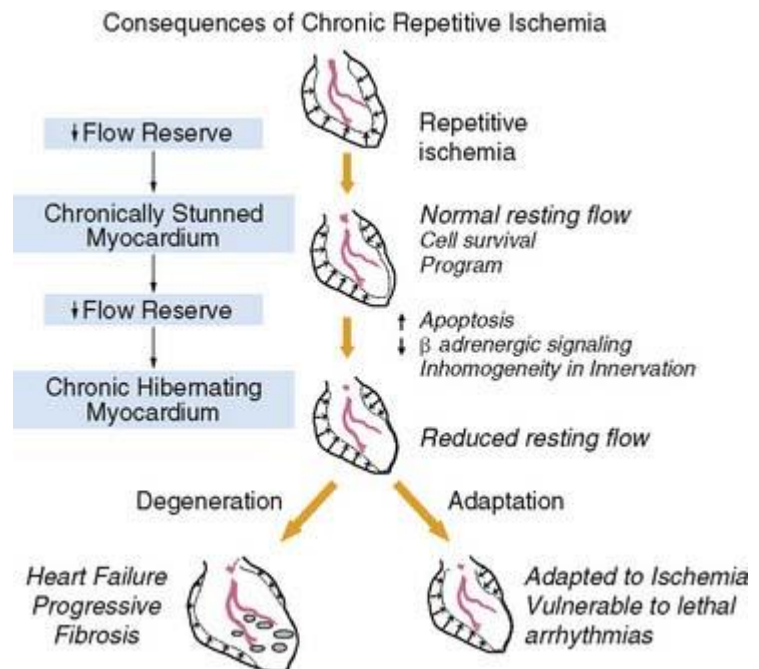 Consequences of Chronic Repetitive Ischemia
↓Flow Reserve
Repetitive
ischemia
Chronically Stunned
Myocardium
Normal resting flow
Cell survival
Program
↓Flow Reserve
↑ Apoptosis
↓ β adrenergic signaling
Inhomogeneity in Innervation
Chronic Hibernating
Myocardium
Reduced resting flow
Degeneration
Adaptation
Heart Failure
Progressive
Fibrosis
Adapted to Ischemia
Vulnerable to lethal
arrhythmias